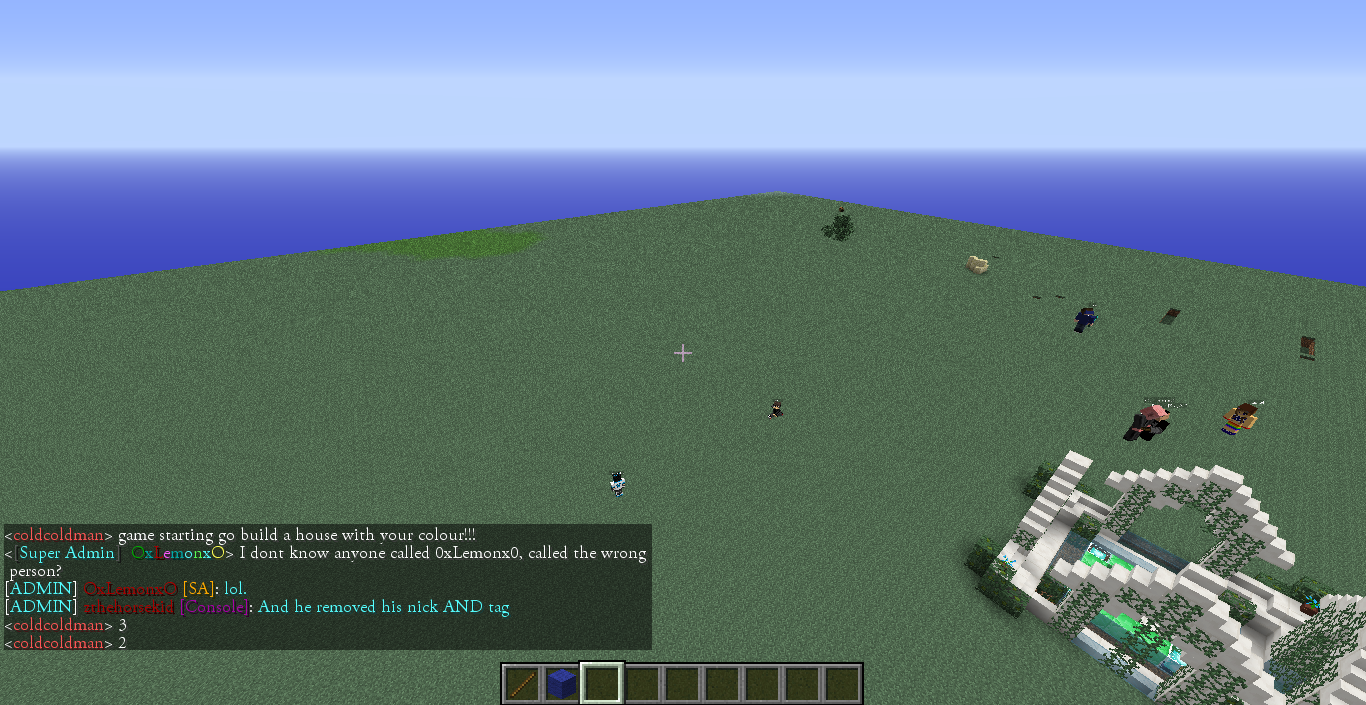 <coldcoldman> game starting go build a house with your colour!!!
<[Super Admin] OxLemonxO> I dont know anyone called 0xLemonx0, called the wrong
person?
[ADMIN] OxLemonxO [SA]: lol.
[ADMIN] zthehorsekid [Console]: And he removed his nick AND tag
<coldcoldman> 3
<coldcoldman> 2